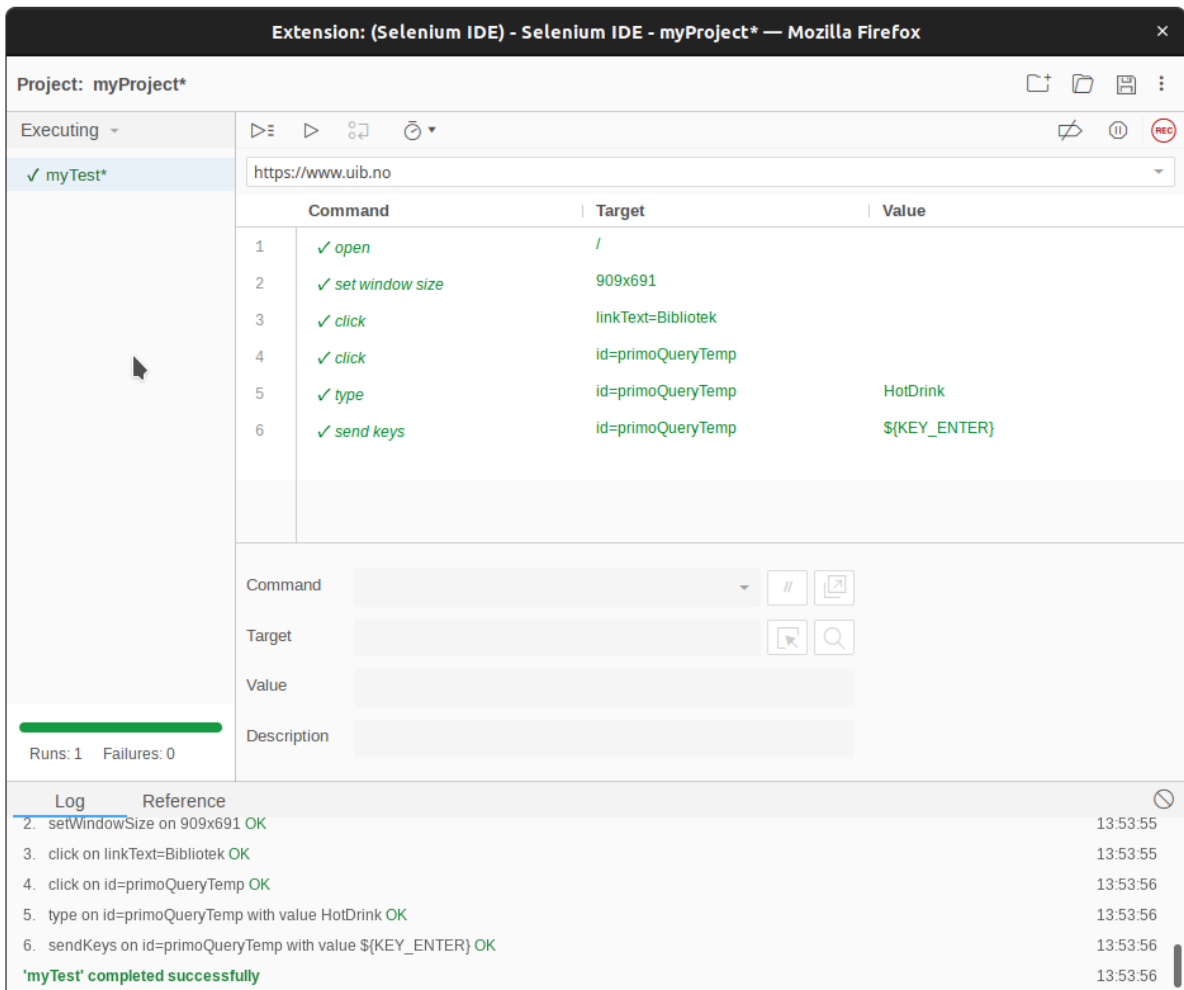 Extension: (Selenium IDE) - Selenium IDE - myProject* — Mozilla Firefox ×
Project: myProject*
Executing
REC
✓ myTest*
https://www.uib.no
Command Target Value
1 ✓ open /
2 ✓ set window size 909x691
3 ✓ click linkText=Bibliotek
4 ✓ click id=primoQueryTemp
5 ✓ type id=primoQueryTemp HotDrink
6 ✓ send keys id=primoQueryTemp ${KEY_ENTER}
Command //
Target
Value
Description
Runs: 1 Failures: 0
Log Reference
2. setWindowSize on 909x691 OK 13:53:55
3. click on linkText=Bibliotek OK 13:53:55
4. click on id=primoQueryTemp OK 13:53:56
5. type on id=primoQueryTemp with value HotDrink OK 13:53:56
6. sendKeys on id=primoQueryTemp with value ${KEY_ENTER} OK 13:53:56
'myTest' completed successfully 13:53:56